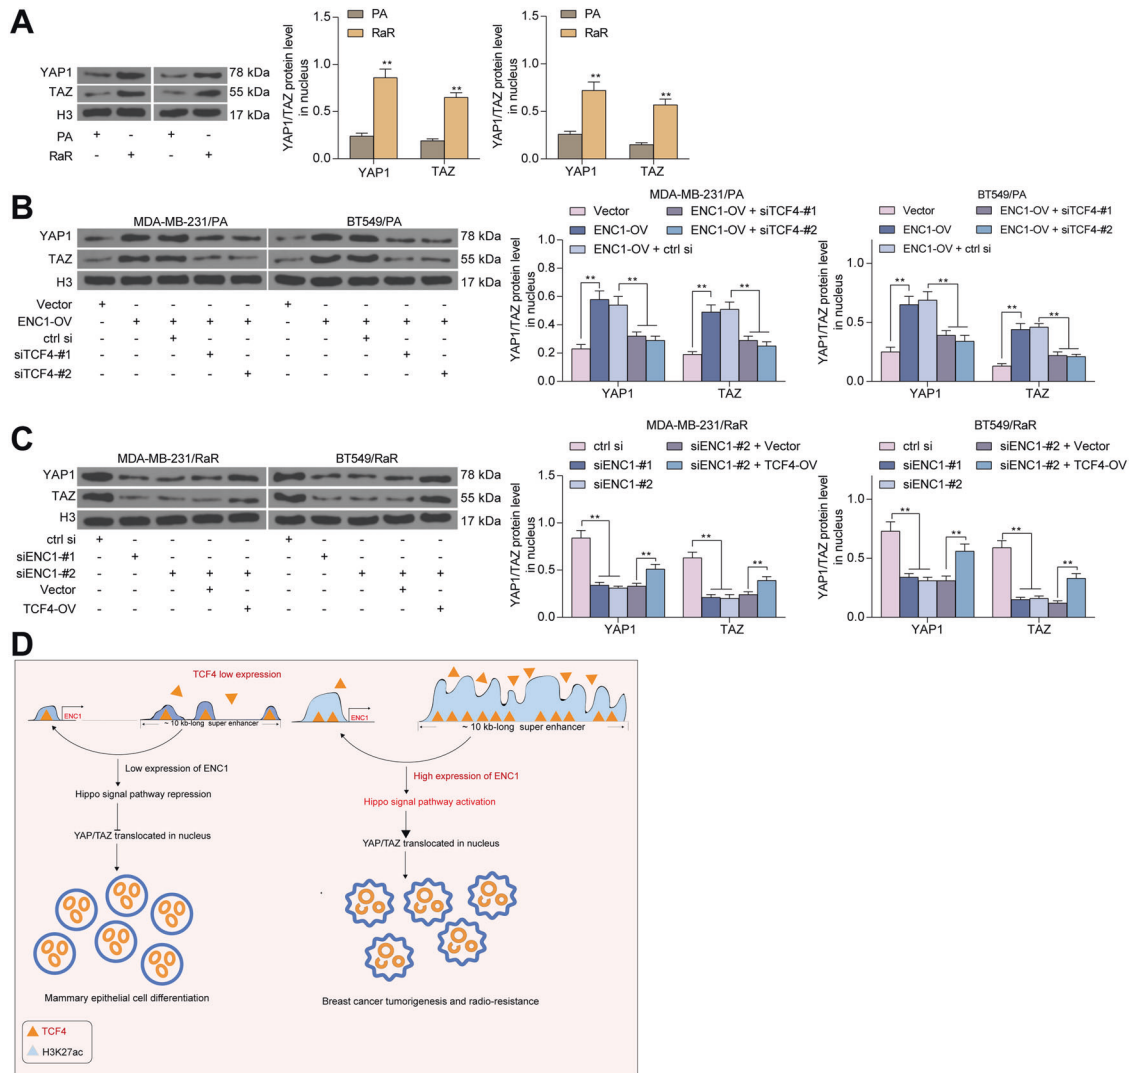 A
YAP1
TAZ
H3
78 kDa
55 kDa
17 kDa
PA + - + -
RaR - + - +
PA
RaR
YAP1/TAZ protein level
in nucleus
1.5
1.0
0.5
0.0
** **
YAP1 TAZ
PA
RaR
YAP1/TAZ protein level
in nucleus
1.5
1.0
0.5
0.0
** **
YAP1 TAZ
B
MDA-MB-231/PA BT549/PA
YAP1
TAZ
H3
78 kDa
55 kDa
17 kDa
Vector + - - - - + - - - -
ENC1-OV - + + + + - + + + +
ctrl si - - + - - - - + - -
siTCF4-#1 - - - + - - - - + -
siTCF4-#2 - - - - + - - - - +
MDA-MB-231/PA
Vector
ENC1-OV
ENC1-OV + ctrl si
ENC1-OV + siTCF4-#1
ENC1-OV + siTCF4-#2
YAP1/TAZ protein level
in nucleus
1.0
0.8
0.6
0.4
0.2
0.0
** ** ** **
YAP1 TAZ
BT549/PA
Vector
ENC1-OV
ENC1-OV + ctrl si
ENC1-OV + siTCF4-#1
ENC1-OV + siTCF4-#2
YAP1/TAZ protein level
in nucleus
1.0
0.5
0.0
** ** ** **
YAP1 TAZ
C
MDA-MB-231/RaR BT549/RaR
YAP1
TAZ
H3
78 kDa
55 kDa
17 kDa
ctrl si + - - - - + - - - -
siENC1-#1 - + - - - - + - - -
siENC1-#2 - - + + + - - + + +
Vector - - - + - - - - + -
TCF4-OV - - - - + - - - - +
MDA-MB-231/RaR
ctrl si
siENC1-#1
siENC1-#2
siENC1-#2 + Vector
siENC1-#2 + TCF4-OV
YAP1/TAZ protein level
in nucleus
1.5
1.0
0.5
0.0
** ** ** **
YAP1 TAZ
BT549/RaR
ctrl si
siENC1-#1
siENC1-#2
siENC1-#2 + Vector
siENC1-#2 + TCF4-OV
YAP1/TAZ protein level
in nucleus
1.0
0.5
0.0
** ** ** **
YAP1 TAZ
D
TCF4 low expression
ENC1
~ 10 kb-long super enhancer
ENC1
~ 10 kb-long super enhancer
Low expression of ENC1
Hippo signal pathway repression
YAP/TAZ translocated in nucleus
Mammary epithelial cell differentiation
High expression of ENC1
Hippo signal pathway activation
YAP/TAZ translocated in nucleus
Breast cancer tumorigenesis and radio-resistance
TCF4
H3K27ac